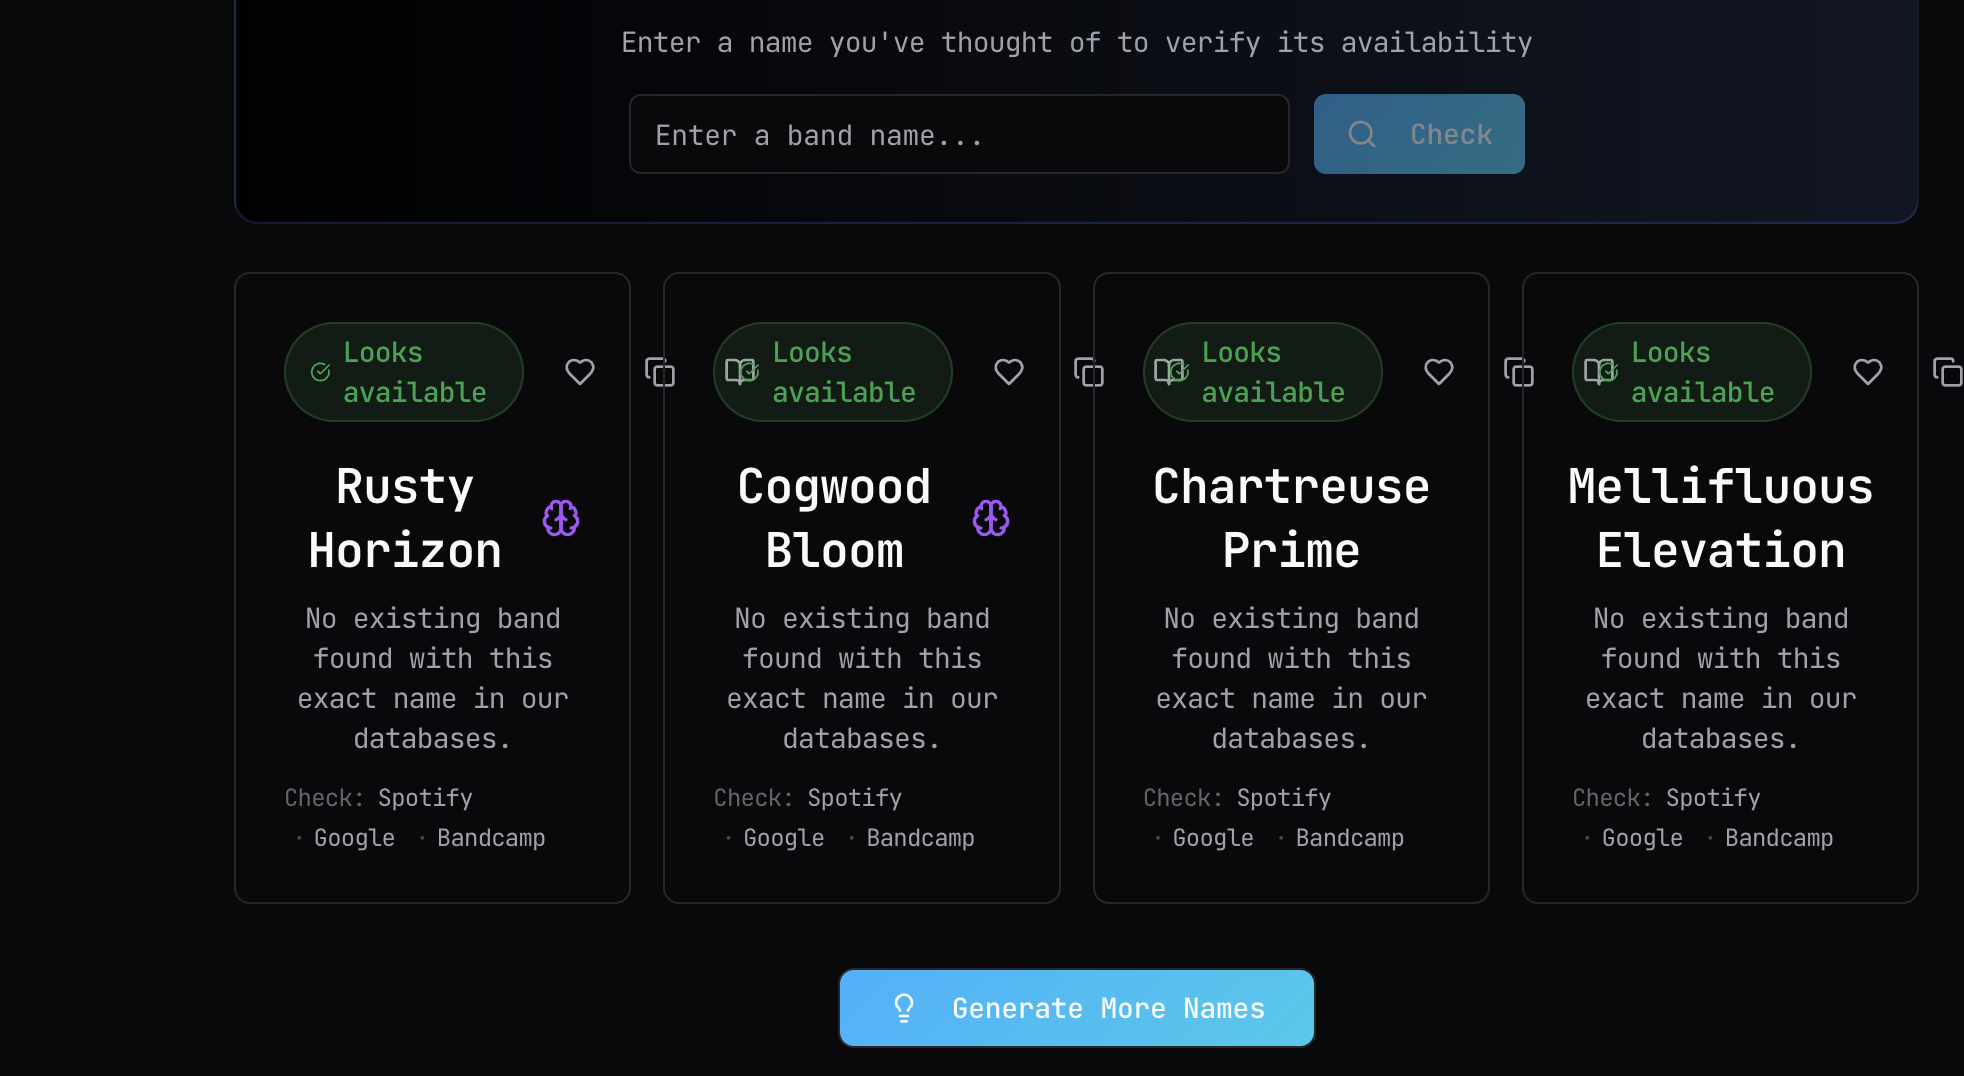 Enter a name you've thought of to verify its availability
Enter a band name...
Check
Looks
available
Rusty
Horizon
No existing band
found with this
exact name in our
databases.
Check: Spotify
· Google · Bandcamp
Looks
available
Cogwood
Bloom
No existing band
found with this
exact name in our
databases.
Check: Spotify
· Google · Bandcamp
Looks
available
Chartreuse
Prime
No existing band
found with this
exact name in our
databases.
Check: Spotify
· Google · Bandcamp
Looks
available
Mellifluous
Elevation
No existing band
found with this
exact name in our
databases.
Check: Spotify
· Google · Bandcamp
Generate More Names